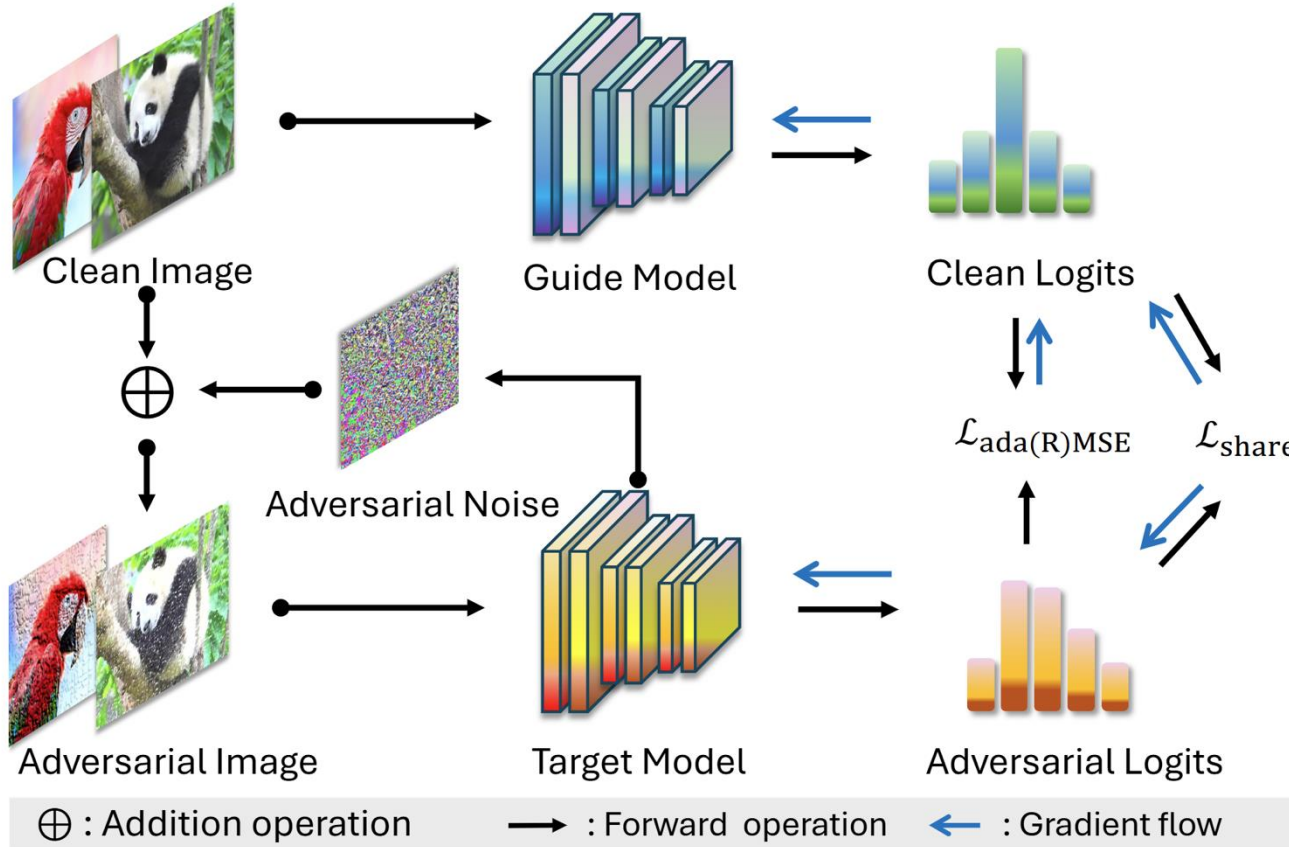 Clean Image
Guide Model
Clean Logits
Adversarial Noise
ℒada(R)MSE
ℒshare
Adversarial Image
Target Model
Adversarial Logits
⊕ : Addition operation → : Forward operation ← : Gradient flow